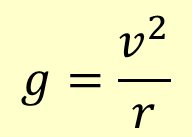 g = v²/r